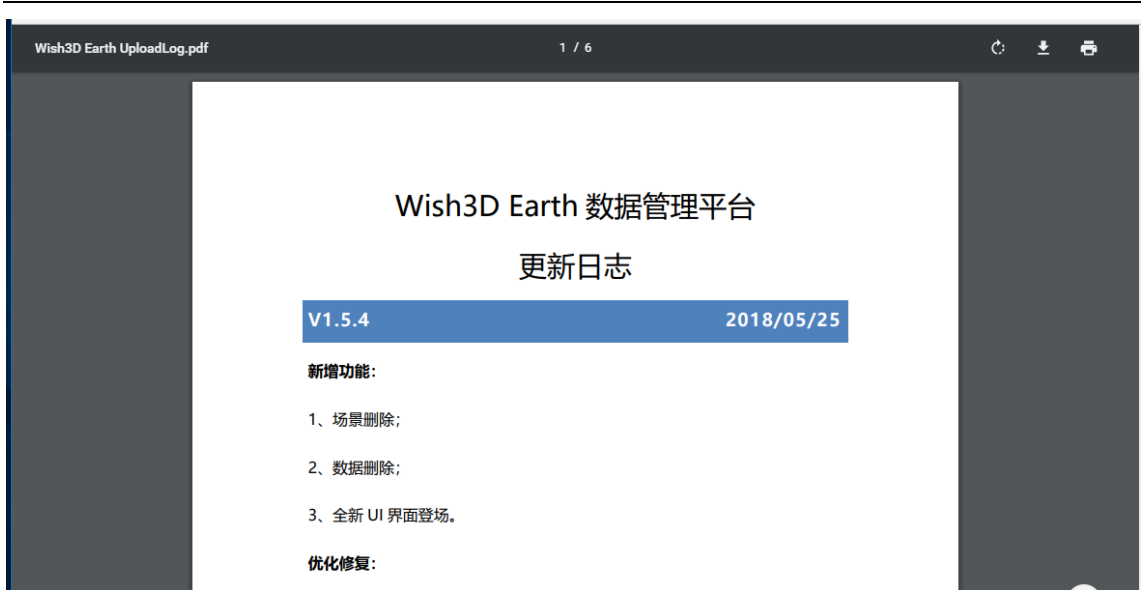 Wish3D Earth UploadLog.pdf 1 / 6
Wish3D Earth 数据管理平台
更新日志
V1.5.4 2018/05/25
新增功能：
1、场景删除；
2、数据删除；
3、全新 UI 界面登场。
优化修复：